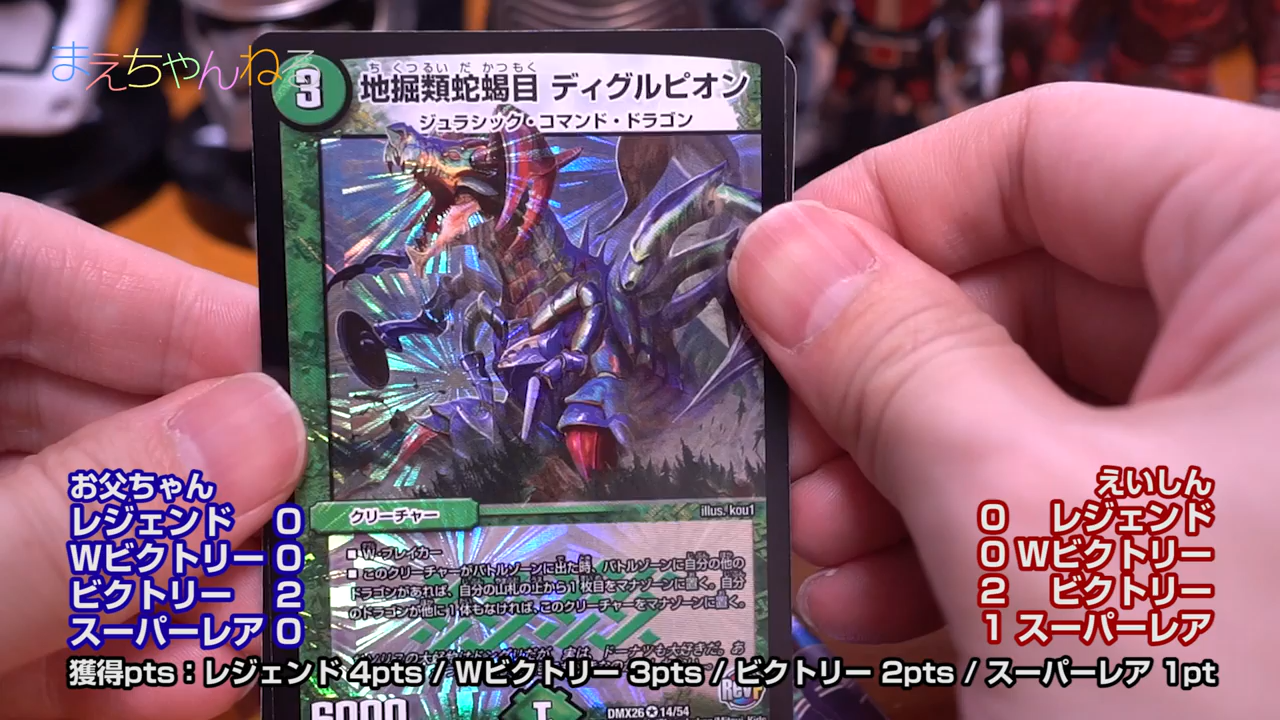 まえちゃんねる
3
ちくつるいだかつもく
地掘類蛇蝎目 ディグルピオン
ジュラシック・コマンド・ドラゴン
クリーチャー
illus. kou1
■ W・ブレイカー
■ このクリーチャーがバトルゾーンに出た時、バトルゾーンに自分の他の
ドラゴンがあれば、自分の山札の上から1枚目をマナゾーンに置く。自分
のドラゴンが他に1体もなければ、このクリーチャーをマナゾーンに置く。
6000
1
RevF
DMX26 14/54
お父ちゃん
レジェンド 0
Wビクトリー 0
ビクトリー 2
スーパーレア 0
えいしん
0 レジェンド
0 Wビクトリー
2 ビクトリー
1 スーパーレア
獲得pts：レジェンド 4pts / Wビクトリー 3pts / ビクトリー 2pts / スーパーレア 1pt